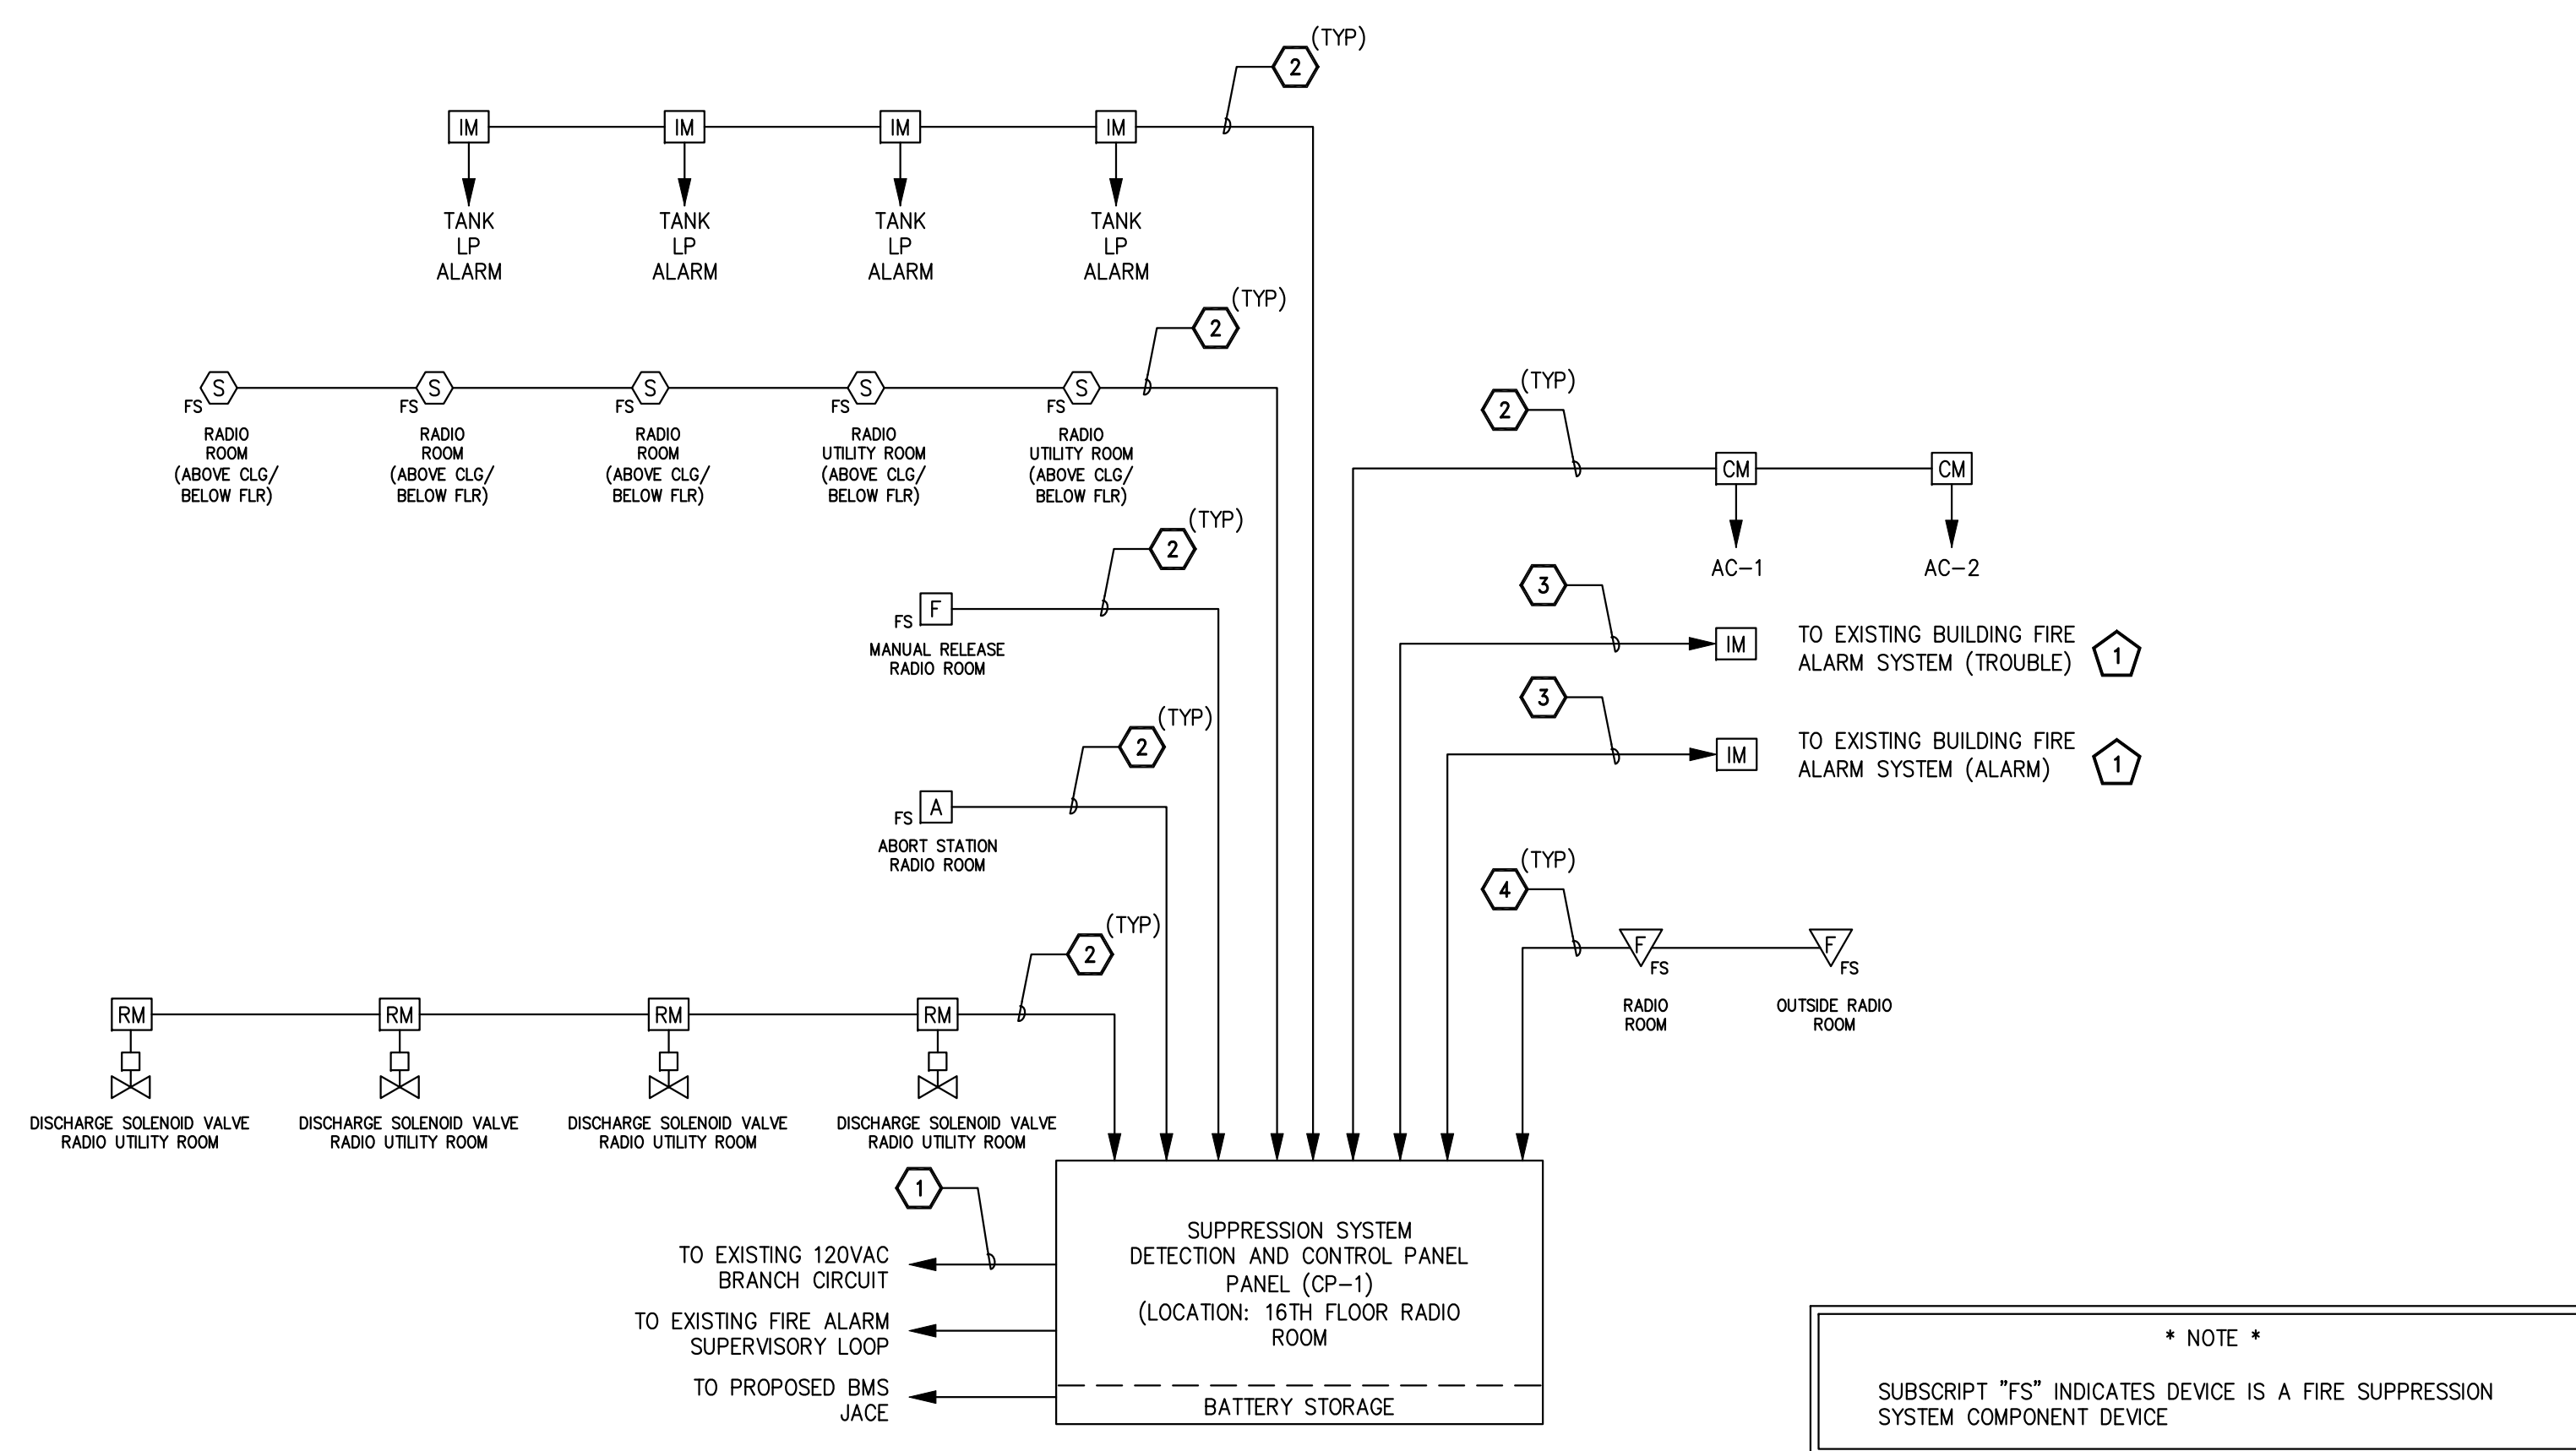 (TYP)
2
IM
IM
IM
IM
TANK
LP
ALARM
TANK
LP
ALARM
TANK
LP
ALARM
TANK
LP
ALARM
(TYP)
2
S
FS
S
FS
S
FS
S
FS
S
FS
RADIO
ROOM
(ABOVE CLG/
BELOW FLR)
RADIO
ROOM
(ABOVE CLG/
BELOW FLR)
RADIO
ROOM
(ABOVE CLG/
BELOW FLR)
RADIO
UTILITY ROOM
(ABOVE CLG/
BELOW FLR)
RADIO
UTILITY ROOM
(ABOVE CLG/
BELOW FLR)
(TYP)
2
F
FS
MANUAL RELEASE
RADIO ROOM
(TYP)
2
A
FS
ABORT STATION
RADIO ROOM
(TYP)
2
RM
RM
RM
RM
DISCHARGE SOLENOID VALVE
RADIO UTILITY ROOM
DISCHARGE SOLENOID VALVE
RADIO UTILITY ROOM
DISCHARGE SOLENOID VALVE
RADIO UTILITY ROOM
DISCHARGE SOLENOID VALVE
RADIO UTILITY ROOM
(TYP)
2
CM
CM
AC-1
AC-2
3
IM
TO EXISTING BUILDING FIRE
ALARM SYSTEM (TROUBLE)
1
3
IM
TO EXISTING BUILDING FIRE
ALARM SYSTEM (ALARM)
1
(TYP)
4
F
FS
F
FS
RADIO
ROOM
OUTSIDE RADIO
ROOM
1
TO EXISTING 120VAC
BRANCH CIRCUIT
TO EXISTING FIRE ALARM
SUPERVISORY LOOP
TO PROPOSED BMS
JACE
SUPPRESSION SYSTEM
DETECTION AND CONTROL PANEL
PANEL (CP-1)
(LOCATION: 16TH FLOOR RADIO
ROOM
BATTERY STORAGE
* NOTE *
SUBSCRIPT "FS" INDICATES DEVICE IS A FIRE SUPPRESSION
SYSTEM COMPONENT DEVICE